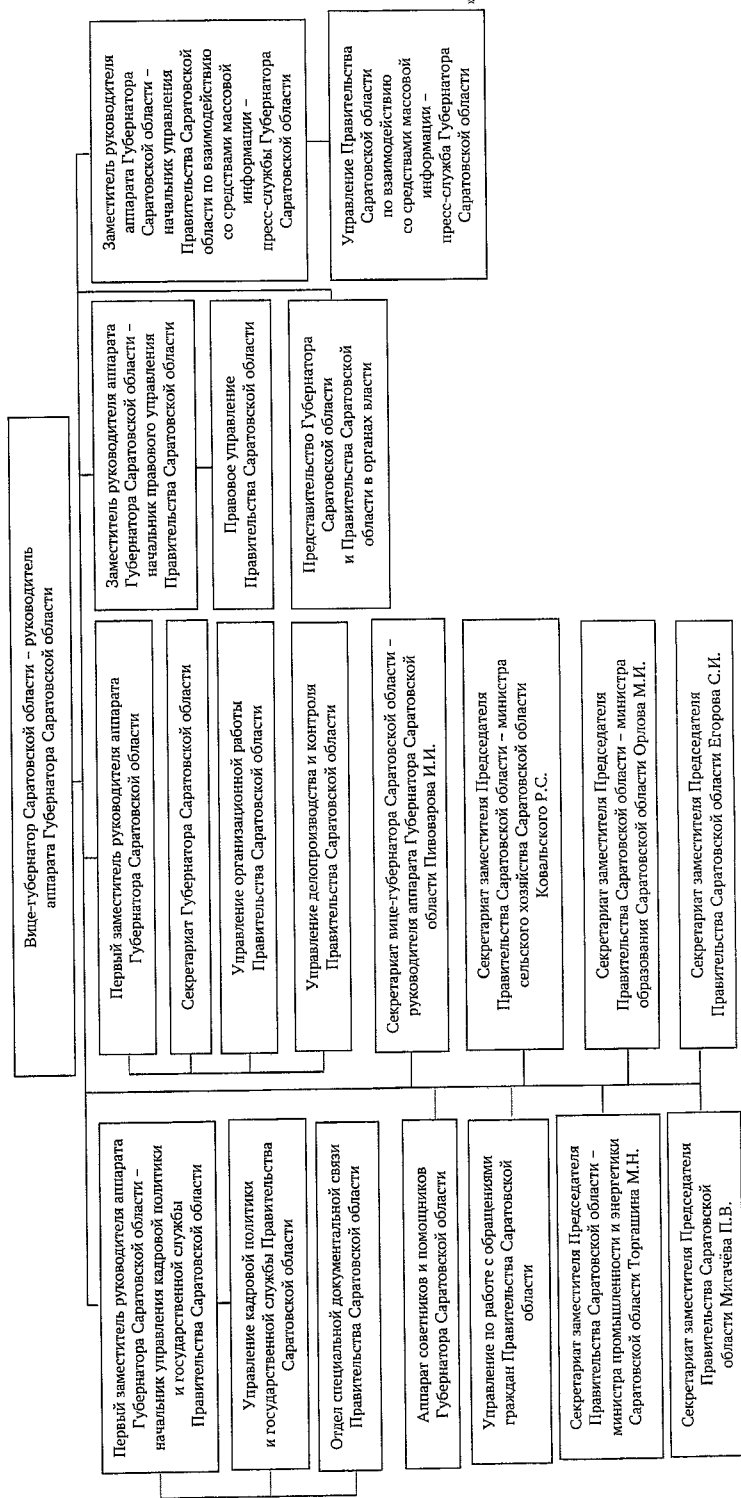 Вице-губернатор Саратовской области – руководитель
аппарата Губернатора Саратовской области
Первый заместитель руководителя аппарата
Губернатора Саратовской области –
начальник управления кадровой политики
и государственной службы
Правительства Саратовской области
Управление кадровой политики
и государственной службы Правительства
Саратовской области
Отдел специальной документальной связи
Правительства Саратовской области
Аппарат советников и помощников
Губернатора Саратовской области
Управление по работе с обращениями
граждан Правительства Саратовской
области
Секретариат заместителя Председателя
Правительства Саратовской области –
министра промышленности и энергетики
Саратовской области Торгашина М.Н.
Секретариат заместителя Председателя
Правительства Саратовской
области Мигачёва П.В.
Первый заместитель руководителя аппарата
Губернатора Саратовской области
Секретариат Губернатора Саратовской области
Управление организационной работы
Правительства Саратовской области
Управление делопроизводства и контроля
Правительства Саратовской области
Секретариат вице-губернатора Саратовской области –
руководителя аппарата Губернатора Саратовской
области Пивоварова И.И.
Секретариат заместителя Председателя
Правительства Саратовской области – министра
сельского хозяйства Саратовской области
Ковальского Р.С.
Секретариат заместителя Председателя
Правительства Саратовской области – министра
образования Саратовской области Орлова М.И.
Секретариат заместителя Председателя
Правительства Саратовской области Егорова С.И.
Заместитель руководителя аппарата
Губернатора Саратовской области –
начальник правового управления
Правительства Саратовской области
Правовое управление
Правительства Саратовской области
Представительство Губернатора
Саратовской области
и Правительства Саратовской
области в органах власти
Заместитель руководителя
аппарата Губернатора
Саратовской области –
начальник управления
Правительства Саратовской
области по взаимодействию
со средствами массовой
информации –
пресс-службы Губернатора
Саратовской области
Управление Правительства
Саратовской области
по взаимодействию
со средствами массовой
информации –
пресс-служба Губернатора
Саратовской области